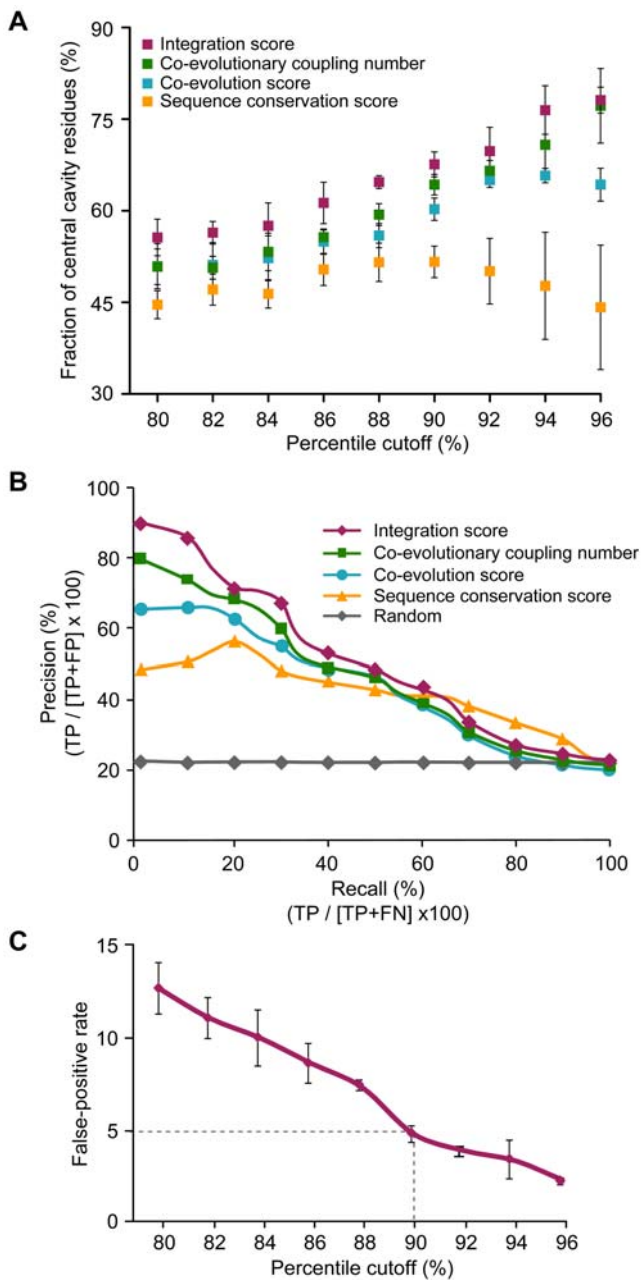 A
Fraction of central cavity residues (%)
90
75
60
45
30
Integration score
Co-evolutionary coupling number
Co-evolution score
Sequence conservation score
80 82 84 86 88 90 92 94 96
Percentile cutoff (%)
B
Precision (%)
(TP / [TP+FP] x 100)
100
80
60
40
20
0
Integration score
Co-evolutionary coupling number
Co-evolution score
Sequence conservation score
Random
0 20 40 60 80 100
Recall (%)
(TP / [TP+FN] x100)
C
False-positive rate
15
10
5
0
80 82 84 86 88 90 92 94 96
Percentile cutoff (%)